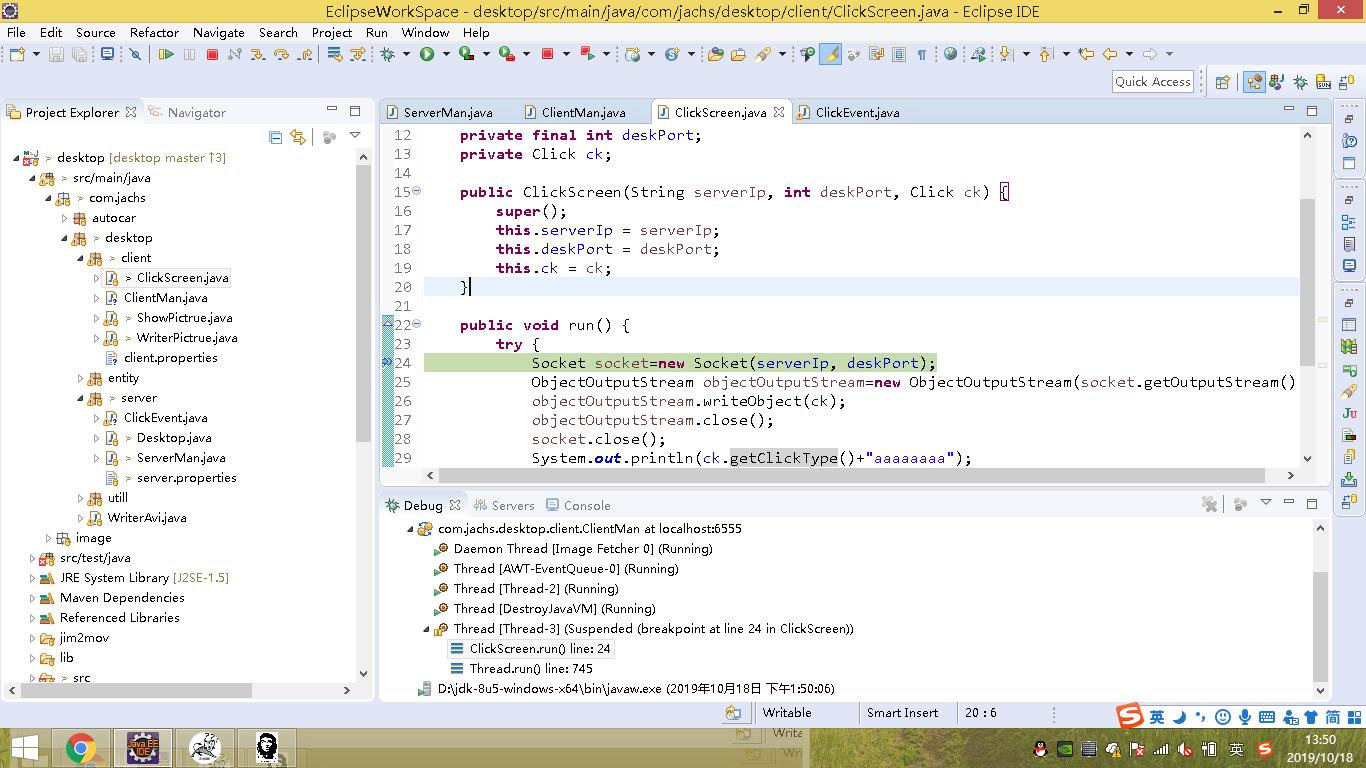 EclipseWorkSpace - desktop/src/main/java/com/jachs/desktop/client/ClickScreen.java - Eclipse IDE
File Edit Source Refactor Navigate Search Project Run Window Help
Quick Access
Project Explorer
Navigator
> desktop [desktop master ↑3]
> src/main/java
> com.jachs
autocar
> desktop
> client
> ClickScreen.java
ClientMan.java
> ShowPictrue.java
> WriterPictrue.java
client.properties
entity
> server
ClickEvent.java
> Desktop.java
> ServerMan.java
> server.properties
utill
WriterAvi.java
image
src/test/java
JRE System Library [J2SE-1.5]
Maven Dependencies
Referenced Libraries
jim2mov
lib
> src
ServerMan.java ClientMan.java ClickScreen.java ClickEvent.java
12 private final int deskPort;
13 private Click ck;
14
15 public ClickScreen(String serverIp, int deskPort, Click ck) {
16 super();
17 this.serverIp = serverIp;
18 this.deskPort = deskPort;
19 this.ck = ck;
20 }
21
22 public void run() {
23 try {
24 Socket socket=new Socket(serverIp, deskPort);
25 ObjectOutputStream objectOutputStream=new ObjectOutputStream(socket.getOutputStream()
26 objectOutputStream.writeObject(ck);
27 objectOutputStream.close();
28 socket.close();
29 System.out.println(ck.getClickType()+"aaaaaaaa");
Debug Servers Console
com.jachs.desktop.client.ClientMan at localhost:6555
Daemon Thread [Image Fetcher 0] (Running)
Thread [AWT-EventQueue-0] (Running)
Thread [Thread-2] (Running)
Thread [DestroyJavaVM] (Running)
Thread [Thread-3] (Suspended (breakpoint at line 24 in ClickScreen))
ClickScreen.run() line: 24
Thread.run() line: 745
D:\jdk-8u5-windows-x64\bin\javaw.exe (2019年10月18日 下午1:50:06)
Ju
Writable Smart Insert 20 : 6
S 英 简
Java EE
IDE
Writa
英 S
13:50
2019/10/18